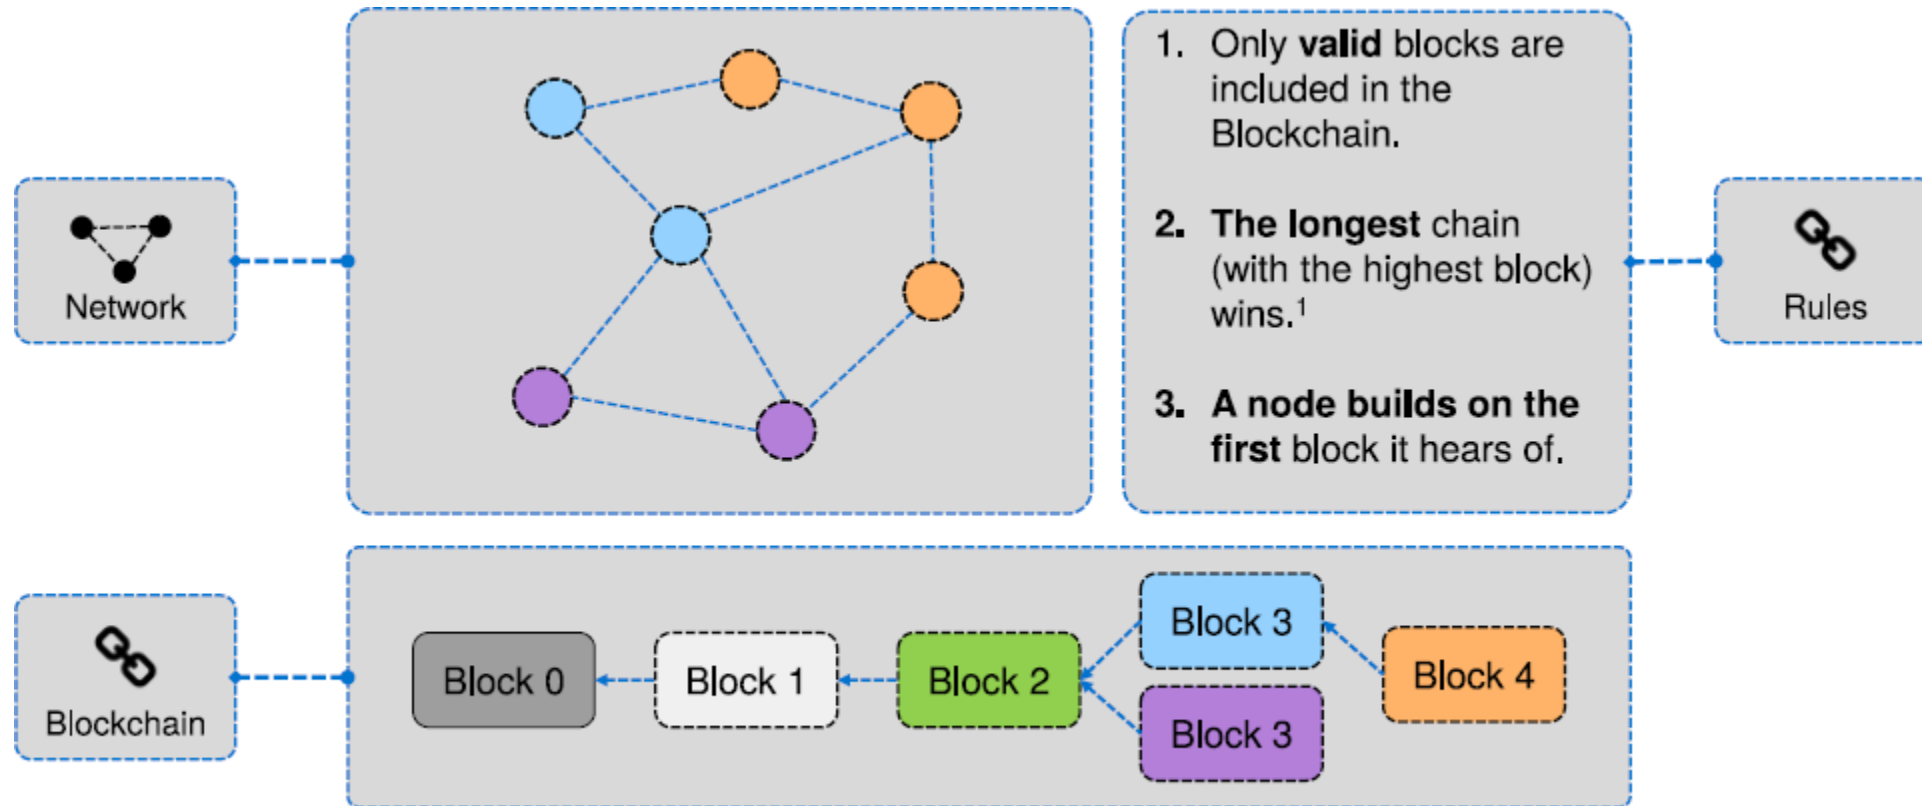 Network
1. Only valid blocks are
included in the
Blockchain.
2. The longest chain
(with the highest block)
wins.¹
3. A node builds on the
first block it hears of.
Rules
Blockchain
Block 0
Block 1
Block 2
Block 3
Block 3
Block 4